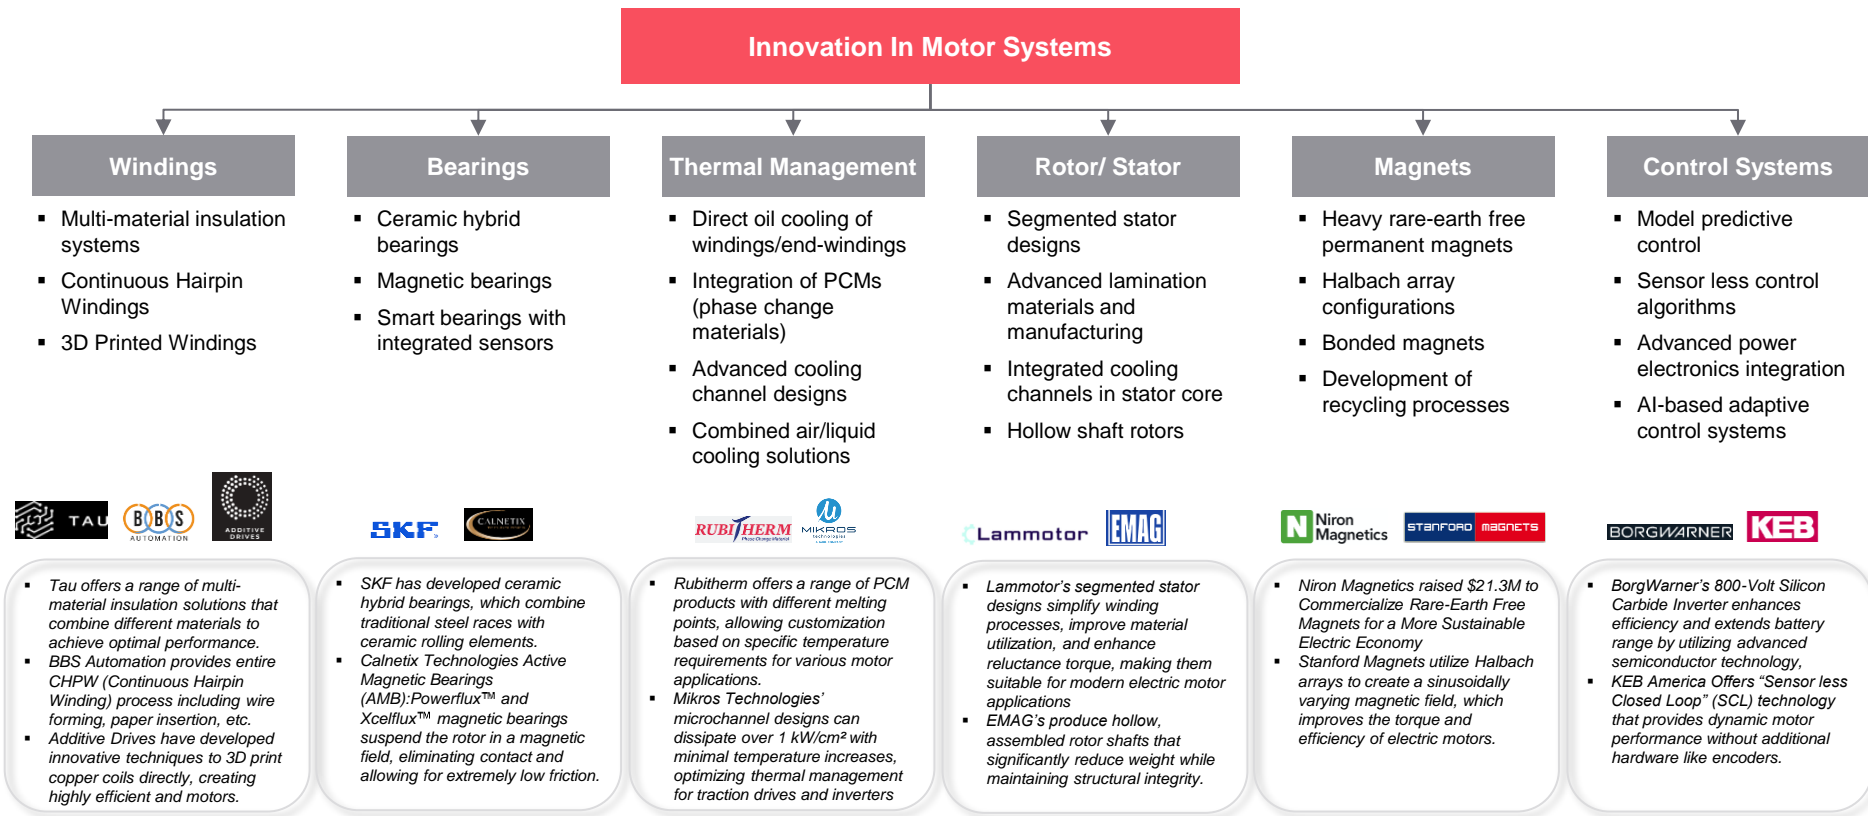 Innovation In Motor Systems
Windings
▪ Multi-material insulation
systems
▪ Continuous Hairpin
Windings
▪ 3D Printed Windings
Bearings
▪ Ceramic hybrid
bearings
▪ Magnetic bearings
▪ Smart bearings with
integrated sensors
Thermal Management
▪ Direct oil cooling of
windings/end-windings
▪ Integration of PCMs
(phase change
materials)
▪ Advanced cooling
channel designs
▪ Combined air/liquid
cooling solutions
Rotor/ Stator
▪ Segmented stator
designs
▪ Advanced lamination
materials and
manufacturing
▪ Integrated cooling
channels in stator core
▪ Hollow shaft rotors
Magnets
▪ Heavy rare-earth free
permanent magnets
▪ Halbach array
configurations
▪ Bonded magnets
▪ Development of
recycling processes
Control Systems
▪ Model predictive
control
▪ Sensor less control
algorithms
▪ Advanced power
electronics integration
▪ AI-based adaptive
control systems
TAU
BBS
AUTOMATION
ADDITIVE
DRIVES
SKF
CALNETIX
RUBITHERM
Phase Change Material
MIKROS
technologies
Lammotor
EMAG
Niron
Magnetics
STANFORD MAGNETS
BORGWARNER
KEB
▪ Tau offers a range of multi-
material insulation solutions that
combine different materials to
achieve optimal performance.
▪ BBS Automation provides entire
CHPW (Continuous Hairpin
Winding) process including wire
forming, paper insertion, etc.
▪ Additive Drives have developed
innovative techniques to 3D print
copper coils directly, creating
highly efficient and motors.
▪ SKF has developed ceramic
hybrid bearings, which combine
traditional steel races with
ceramic rolling elements.
▪ Calnetix Technologies Active
Magnetic Bearings
(AMB):Powerflux™ and
Xcelflux™ magnetic bearings
suspend the rotor in a magnetic
field, eliminating contact and
allowing for extremely low friction.
▪ Rubitherm offers a range of PCM
products with different melting
points, allowing customization
based on specific temperature
requirements for various motor
applications.
▪ Mikros Technologies’
microchannel designs can
dissipate over 1 kW/cm² with
minimal temperature increases,
optimizing thermal management
for traction drives and inverters
▪ Lammotor’s segmented stator
designs simplify winding
processes, improve material
utilization, and enhance
reluctance torque, making them
suitable for modern electric motor
applications
▪ EMAG’s produce hollow,
assembled rotor shafts that
significantly reduce weight while
maintaining structural integrity.
▪ Niron Magnetics raised $21.3M to
Commercialize Rare-Earth Free
Magnets for a More Sustainable
Electric Economy
▪ Stanford Magnets utilize Halbach
arrays to create a sinusoidally
varying magnetic field, which
improves the torque and
efficiency of electric motors.
▪ BorgWarner’s 800-Volt Silicon
Carbide Inverter enhances
efficiency and extends battery
range by utilizing advanced
semiconductor technology,
▪ KEB America Offers “Sensor less
Closed Loop” (SCL) technology
that provides dynamic motor
performance without additional
hardware like encoders.